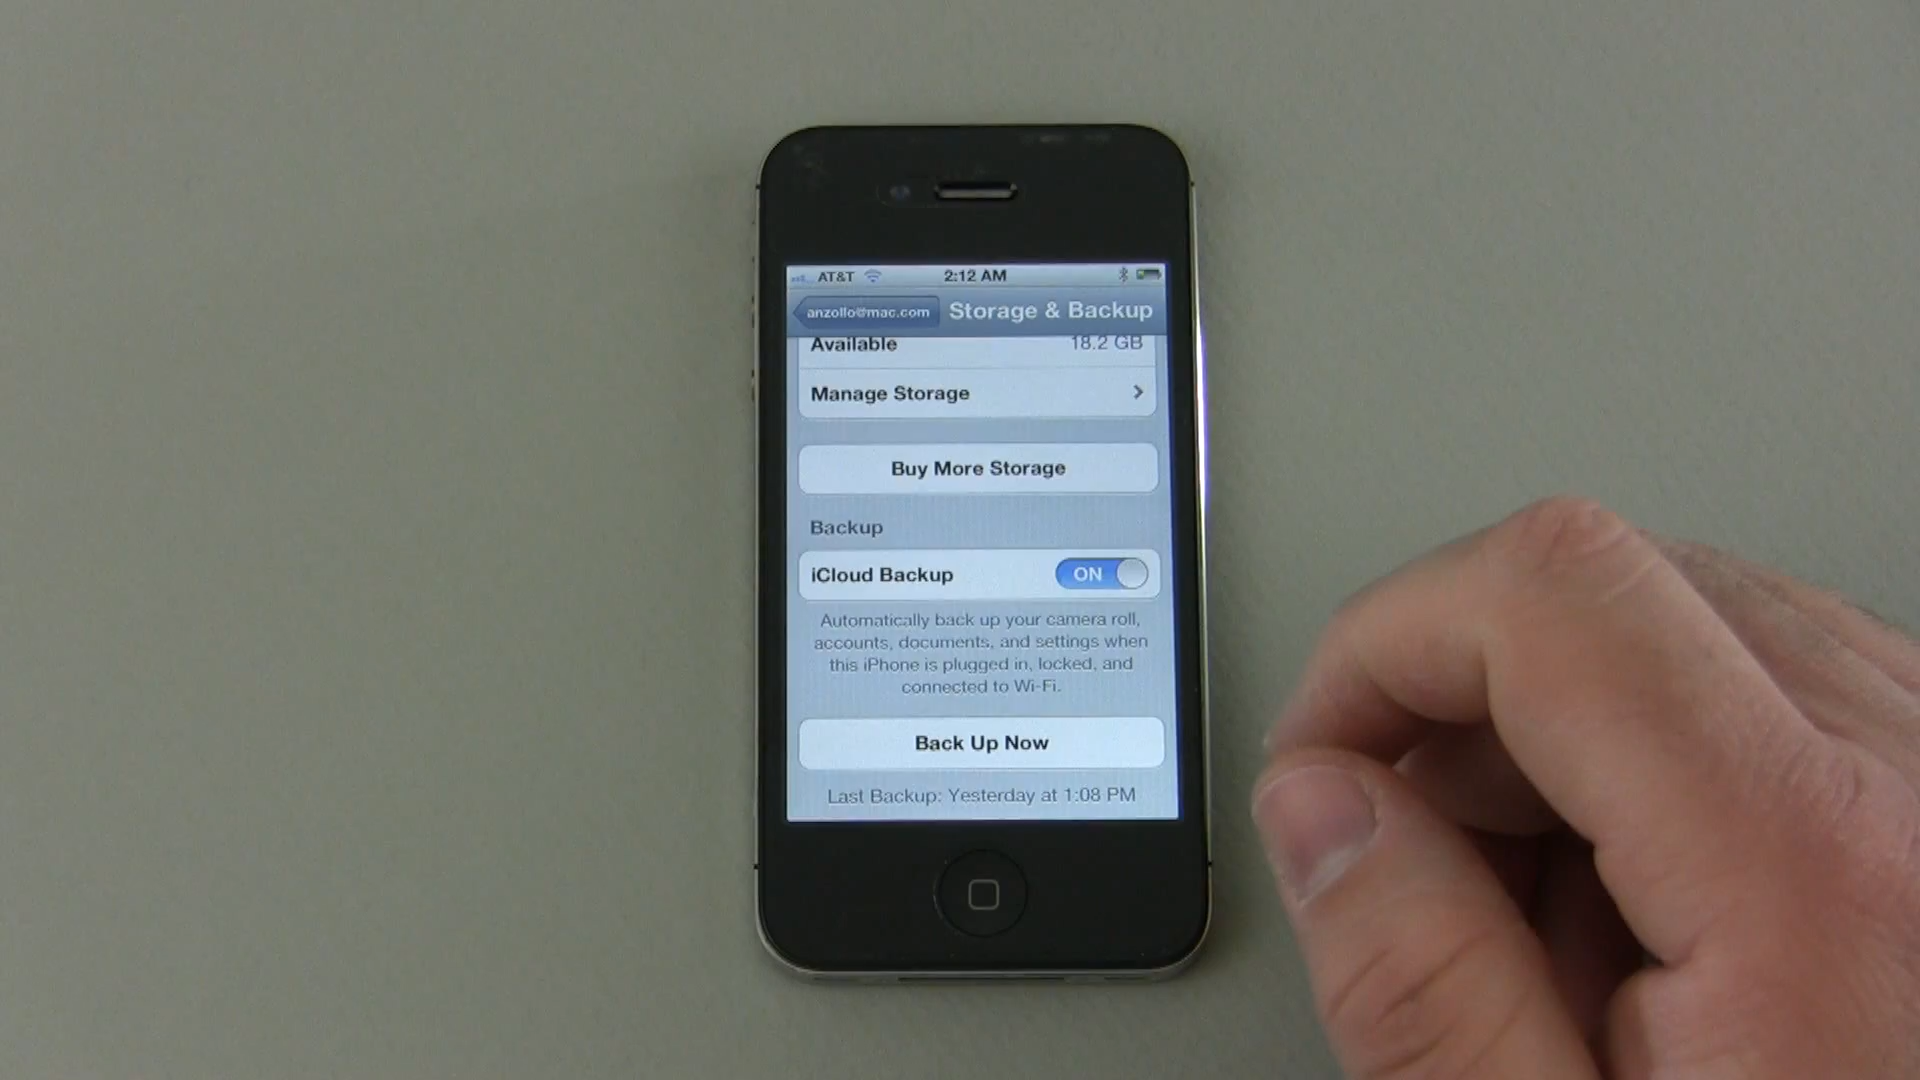 AT&T 2:12 AM
anzollo@mac.com Storage & Backup
Available 18.2 GB
Manage Storage
Buy More Storage
Backup
iCloud Backup ON
Automatically back up your camera roll,
accounts, documents, and settings when
this iPhone is plugged in, locked, and
connected to Wi-Fi.
Back Up Now
Last Backup: Yesterday at 1:08 PM